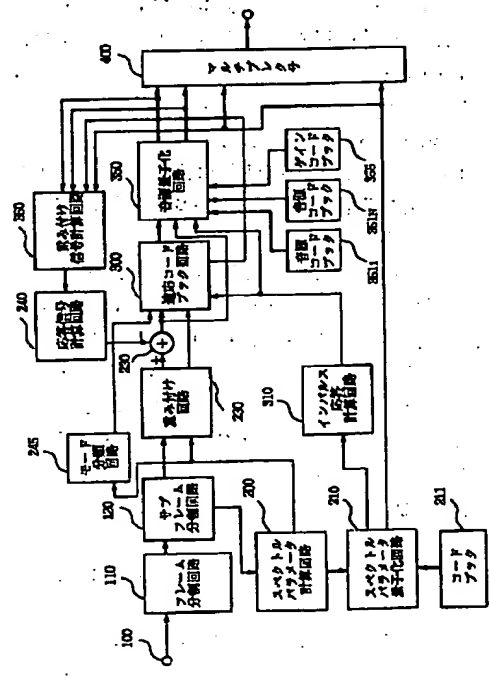 100
110
フレーム分割回路
120
サブ
フレーム
分割回路
245
モード
分類
回路
200
スペクトル
パラメータ
計算回路
210
スペクトル
パラメータ
量子化回路
211
コード
ブック
230
重み付け
回路
230
+
-
240
応答信号
計算回路
360
重み付け
信号計算回路
300
適応コード
ブック回路
310
インパルス
応答
計算回路
350
音源量子化
回路
3511
音源
コード
ブック
351N
音源
コード
ブック
355
ゲイン
コード
ブック
400
マルチプレクサ